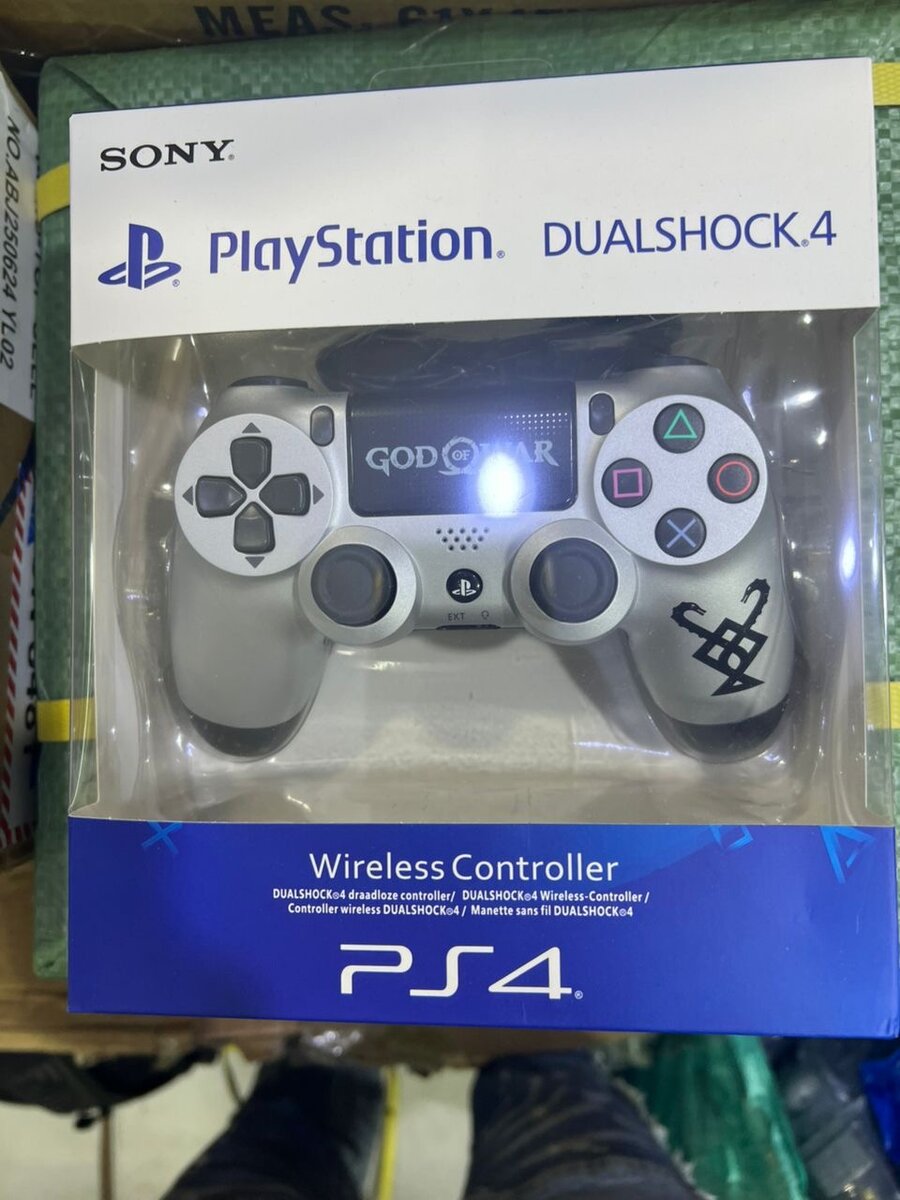 MEAS.
NO.ABJ250624 YL02
SONY®
PlayStation® DUALSHOCK®4
GOD OF WAR
EXT
Wireless Controller
DUALSHOCK®4 draadloze controller/ DUALSHOCK®4 Wireless-Controller /
Controller wireless DUALSHOCK®4 / Manette sans fil DUALSHOCK®4
PS4®